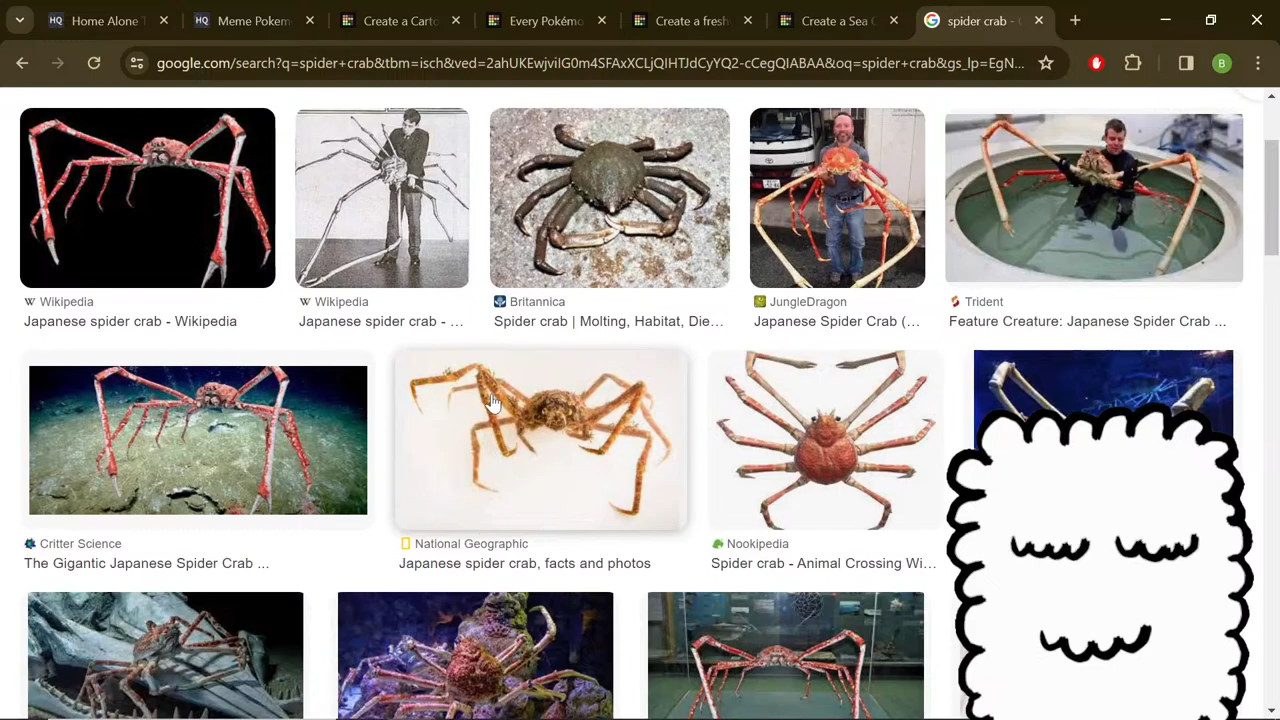 Home Alone T
Meme Pokem
Create a Carto
Every Pokémo
Create a fresh
Create a Sea C
spider crab - G
google.com/search?q=spider+crab&tbm=isch&ved=2ahUKEwjviIG0m4SFAxXCLjQIHTJdCyYQ2-cCegQIABAA&oq=spider+crab&gs_lp=EgN...
B
Wikipedia
Japanese spider crab - Wikipedia
Wikipedia
Japanese spider crab - ...
Britannica
Spider crab | Molting, Habitat, Die...
JungleDragon
Japanese Spider Crab (...
Trident
Feature Creature: Japanese Spider Crab ...
Critter Science
The Gigantic Japanese Spider Crab ...
National Geographic
Japanese spider crab, facts and photos
Nookipedia
Spider crab - Animal Crossing Wi...